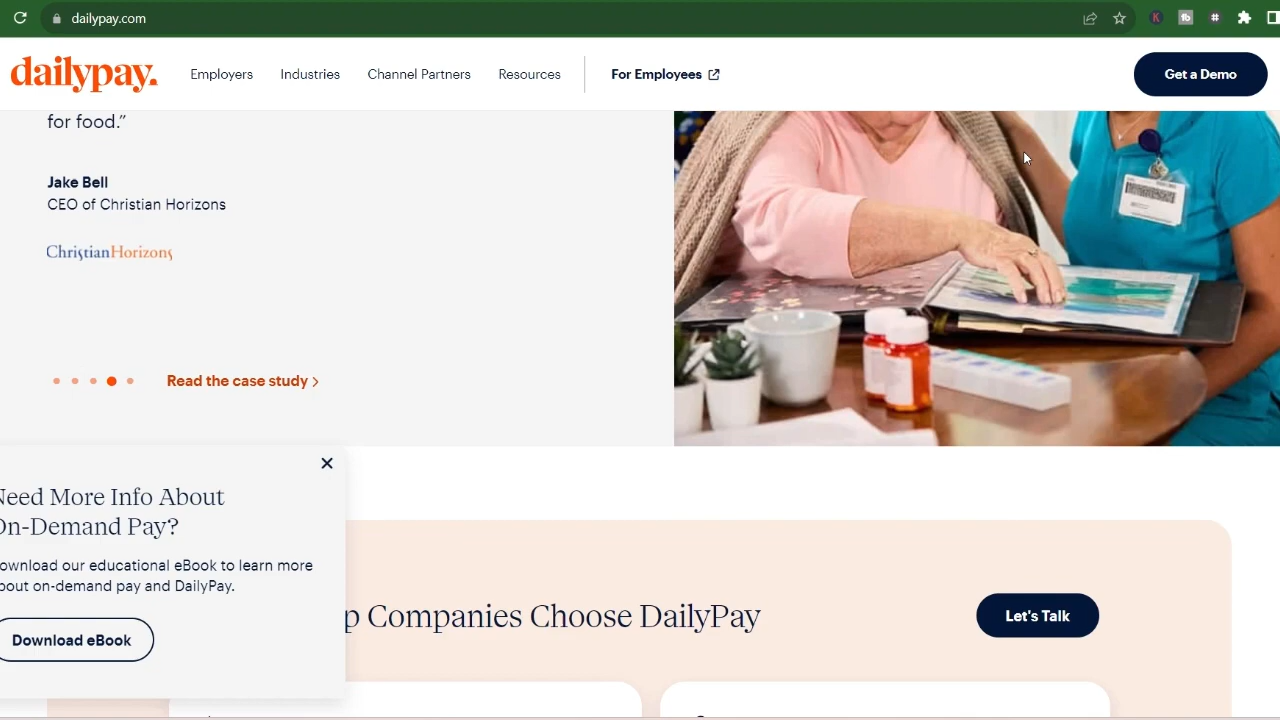 dailypay.com
dailypay.
Employers
Industries
Channel Partners
Resources
For Employees
Get a Demo
for food.”
Jake Bell
CEO of Christian Horizons
ChristianHorizons
Read the case study
Need More Info About
On-Demand Pay?
ownload our educational eBook to learn more
bout on-demand pay and DailyPay.
Download eBook
p Companies Choose DailyPay
Let's Talk